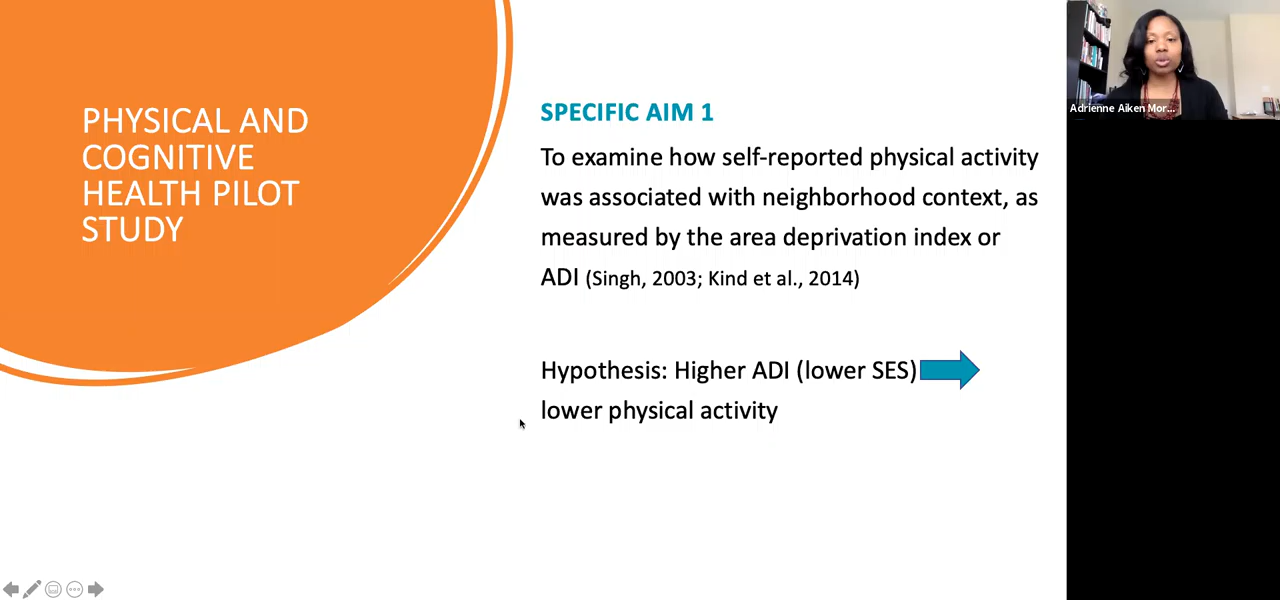 PHYSICAL AND
COGNITIVE
HEALTH PILOT
STUDY
SPECIFIC AIM 1
To examine how self-reported physical activity
was associated with neighborhood context, as
measured by the area deprivation index or
ADI (Singh, 2003; Kind et al., 2014)
Hypothesis: Higher ADI (lower SES)
lower physical activity
Adrienne Aiken Mor...